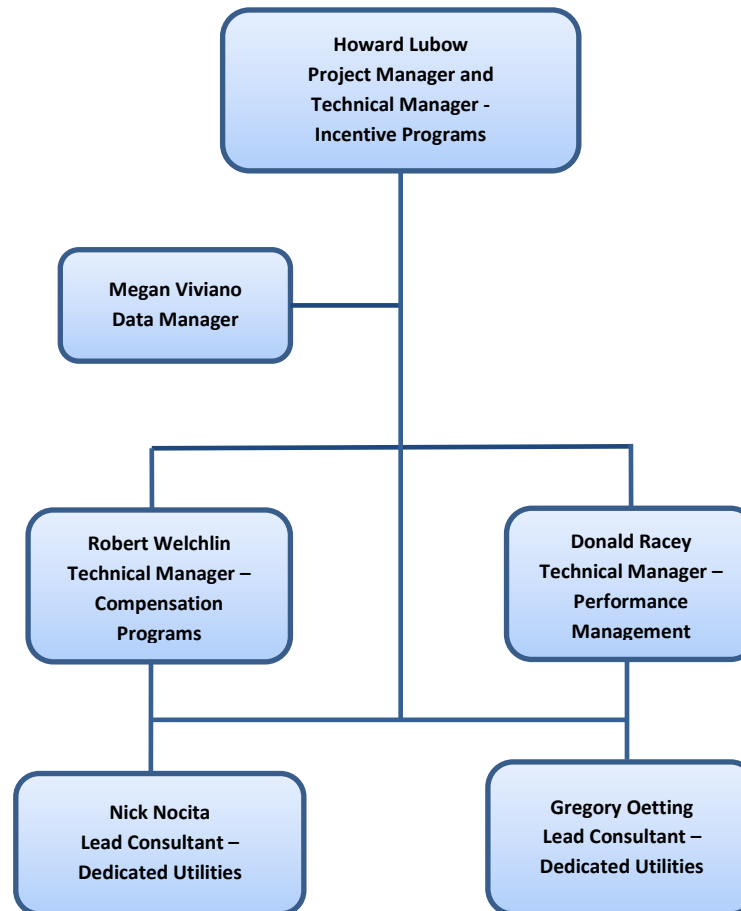 Howard Lubow
Project Manager and
Technical Manager -
Incentive Programs
Megan Viviano
Data Manager
Robert Welchlin
Technical Manager –
Compensation
Programs
Donald Racey
Technical Manager –
Performance
Management
Nick Nocita
Lead Consultant –
Dedicated Utilities
Gregory Oetting
Lead Consultant –
Dedicated Utilities